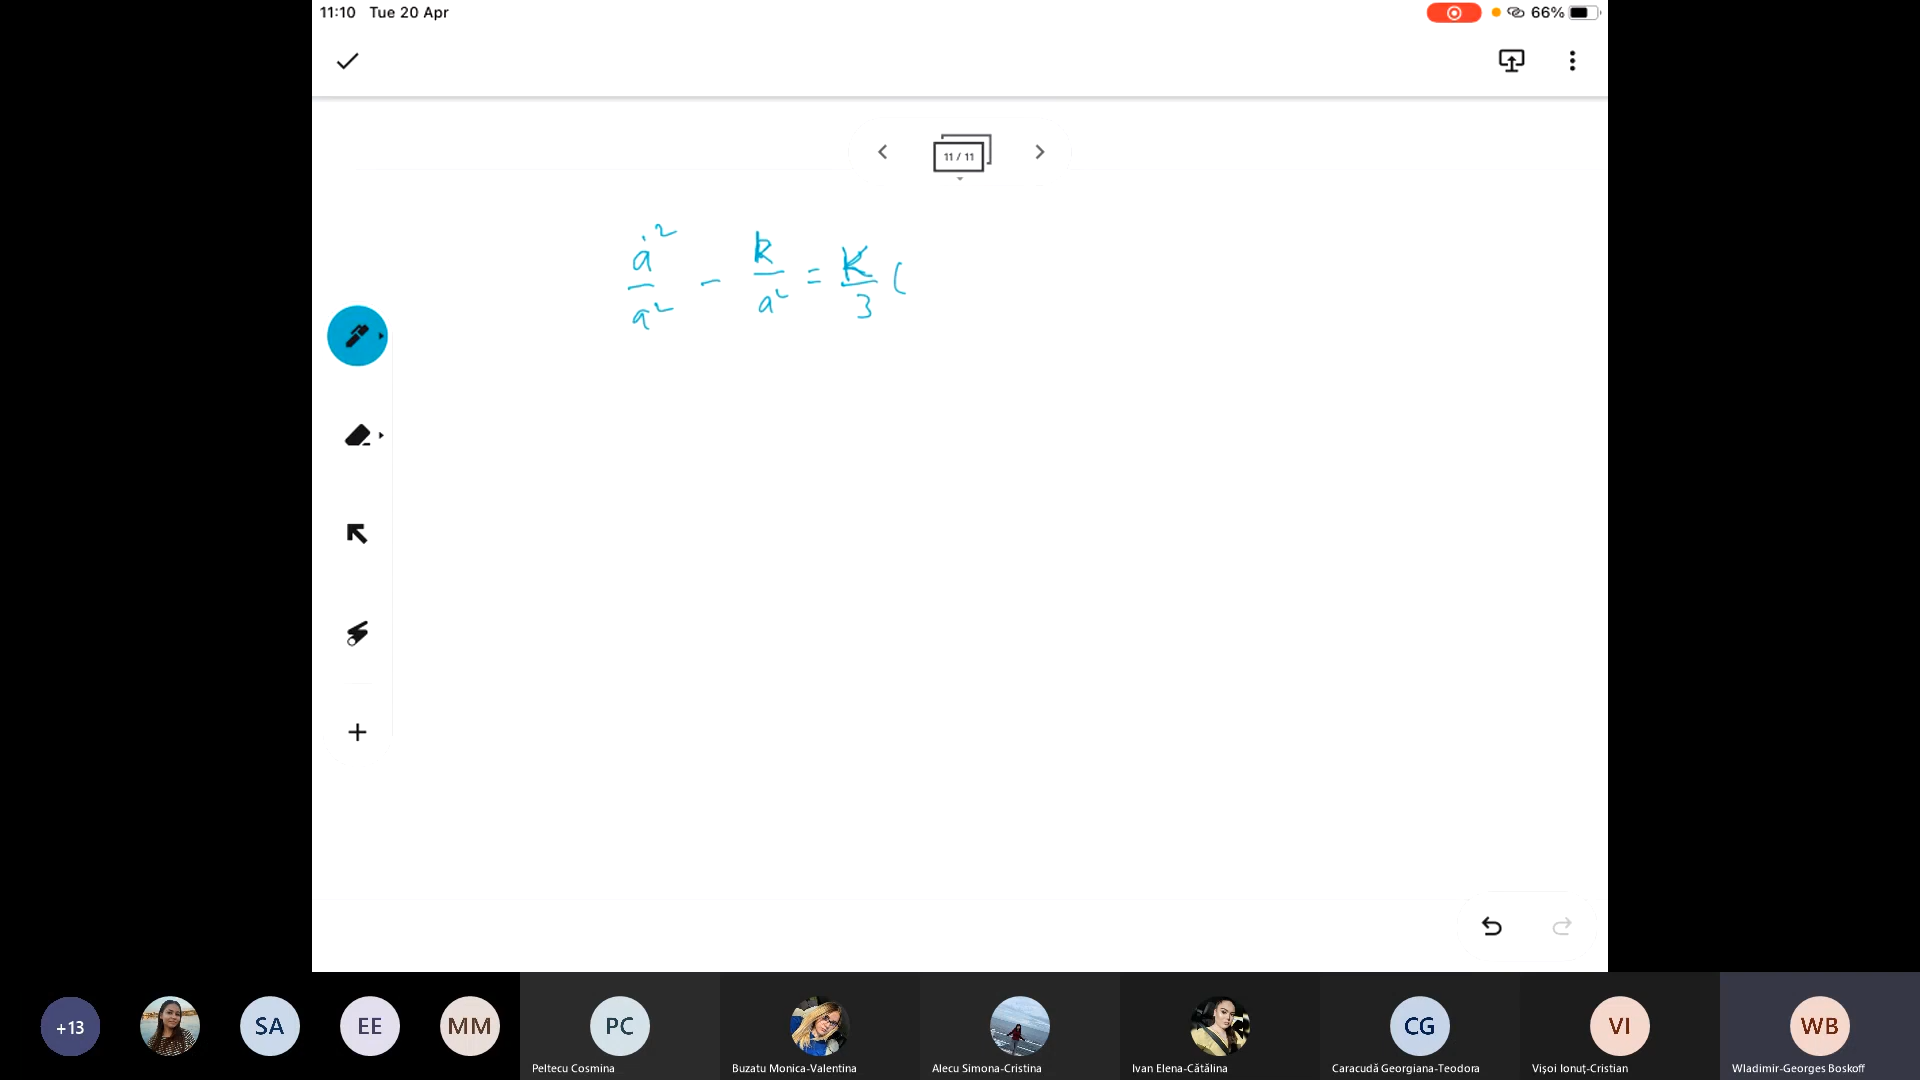 11:10 Tue 20 Apr
66%
11 / 11
ȧ²/a² - k/a² = K/3 (
+13
SA
EE
MM
PC
CG
VI
WB
Peltecu Cosmina
Buzatu Monica-Valentina
Alecu Simona-Cristina
Ivan Elena-Cătălina
Caracudă Georgiana-Teodora
Vișoi Ionuț-Cristian
Wladimir-Georges Boskoff